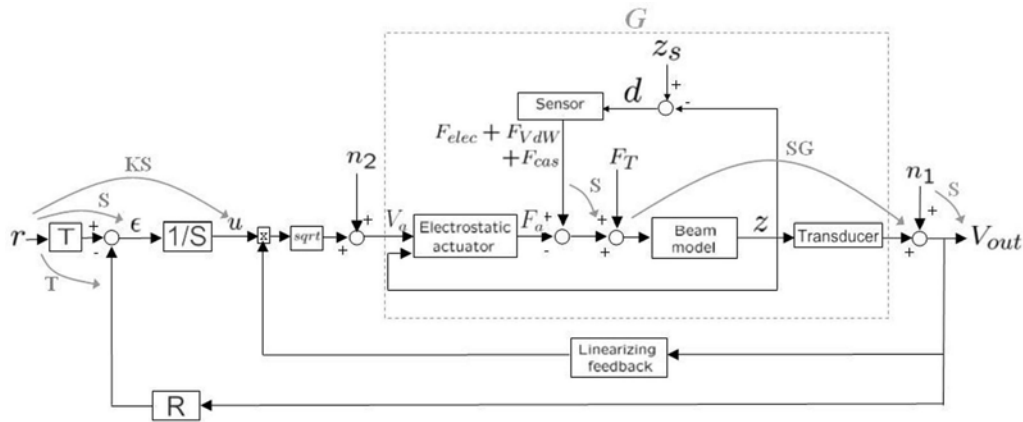 G
z_s
+
-
d
Sensor
F_elec + F_VdW
+ F_cas
F_T
n_2
n_1
KS
S
S
SG
S
r
T
+
-
ϵ
1/S
u
x
sqrt
+
+
V_a
Electrostatic
actuator
F_a
+
-
+
+
Beam
model
z
Transducer
+
+
V_out
T
Linearizing
feedback
R